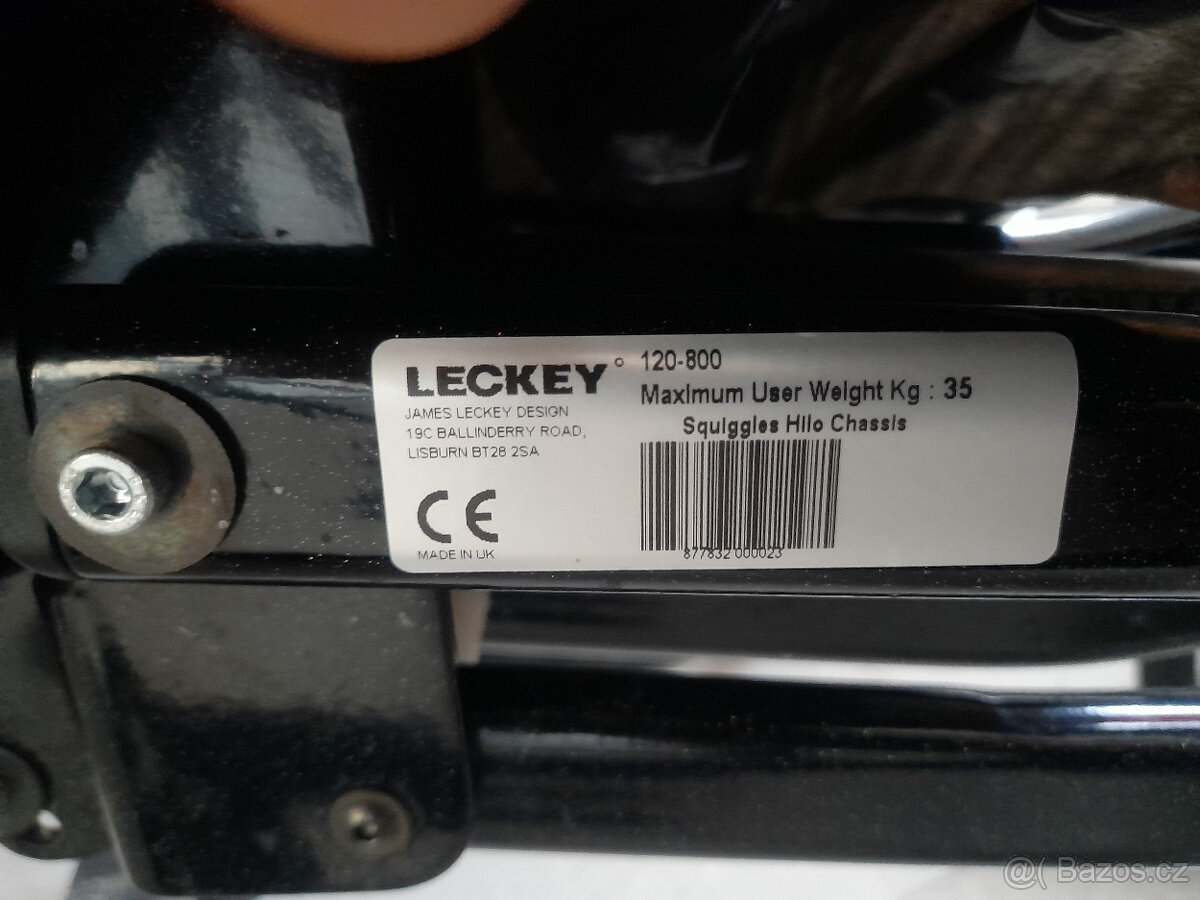 LECKEY°
JAMES LECKEY DESIGN
19C BALLINDERRY ROAD,
LISBURN BT28 2SA
CE
MADE IN UK
120-800
Maximum User Weight Kg : 35
Squiggles Hilo Chassis
877832 000023
@( Bazos.cz